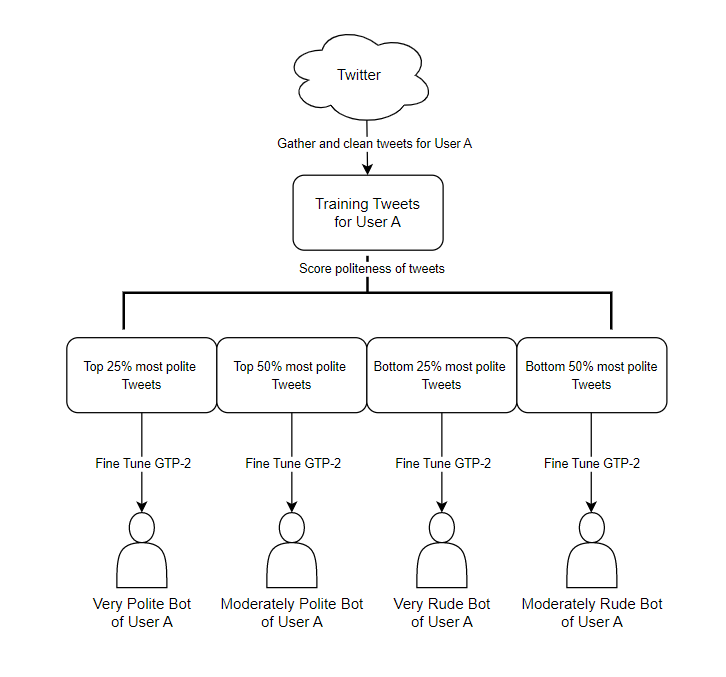 Twitter
Gather and clean tweets for User A
Training Tweets
for User A
Score politeness of tweets
Top 25% most polite
Tweets
Top 50% most polite
Tweets
Bottom 25% most polite
Tweets
Bottom 50% most polite
Tweets
Fine Tune GTP-2
Fine Tune GTP-2
Fine Tune GTP-2
Fine Tune GTP-2
Very Polite Bot
of User A
Moderately Polite Bot
of User A
Very Rude Bot
of User A
Moderately Rude Bot
of User A